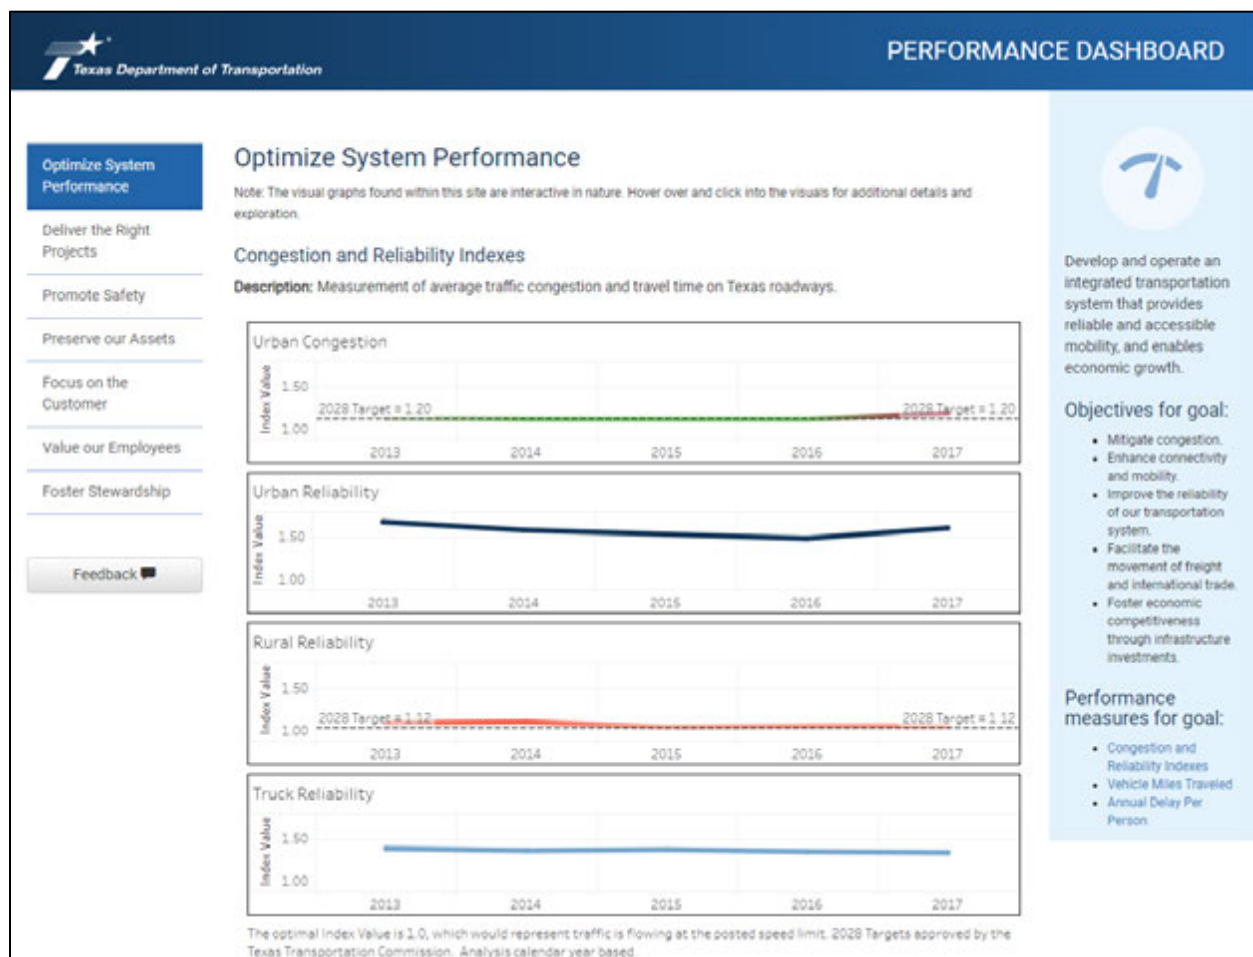 Texas Department of Transportation
PERFORMANCE DASHBOARD
Optimize System
Performance
Deliver the Right
Projects
Promote Safety
Preserve our Assets
Focus on the
Customer
Value our Employees
Foster Stewardship
Feedback
Optimize System Performance
Note: The visual graphs found within this site are interactive in nature. Hover over and click into the visuals for additional details and
exploration.
Congestion and Reliability Indexes
Description: Measurement of average traffic congestion and travel time on Texas roadways.
Urban Congestion
Index Value
1.50
1.00
2028 Target = 1.20
2028 Target = 1.20
2013 2014 2015 2016 2017
Urban Reliability
Index Value
1.50
1.00
2013 2014 2015 2016 2017
Rural Reliability
Index Value
1.50
1.00
2028 Target = 1.12
2028 Target = 1.12
2013 2014 2015 2016 2017
Truck Reliability
Index Value
1.50
1.00
2013 2014 2015 2016 2017
The optimal Index Value is 1.0, which would represent traffic is flowing at the posted speed limit. 2028 Targets approved by the
Texas Transportation Commission. Analysis calendar year based.
Develop and operate an
integrated transportation
system that provides
reliable and accessible
mobility, and enables
economic growth.
Objectives for goal:
• Mitigate congestion.
• Enhance connectivity
and mobility.
• Improve the reliability
of our transportation
system.
• Facilitate the
movement of freight
and international trade.
• Foster economic
competitiveness
through infrastructure
investments.
Performance
measures for goal:
• Congestion and
Reliability Indexes
• Vehicle Miles Traveled
• Annual Delay Per
Person